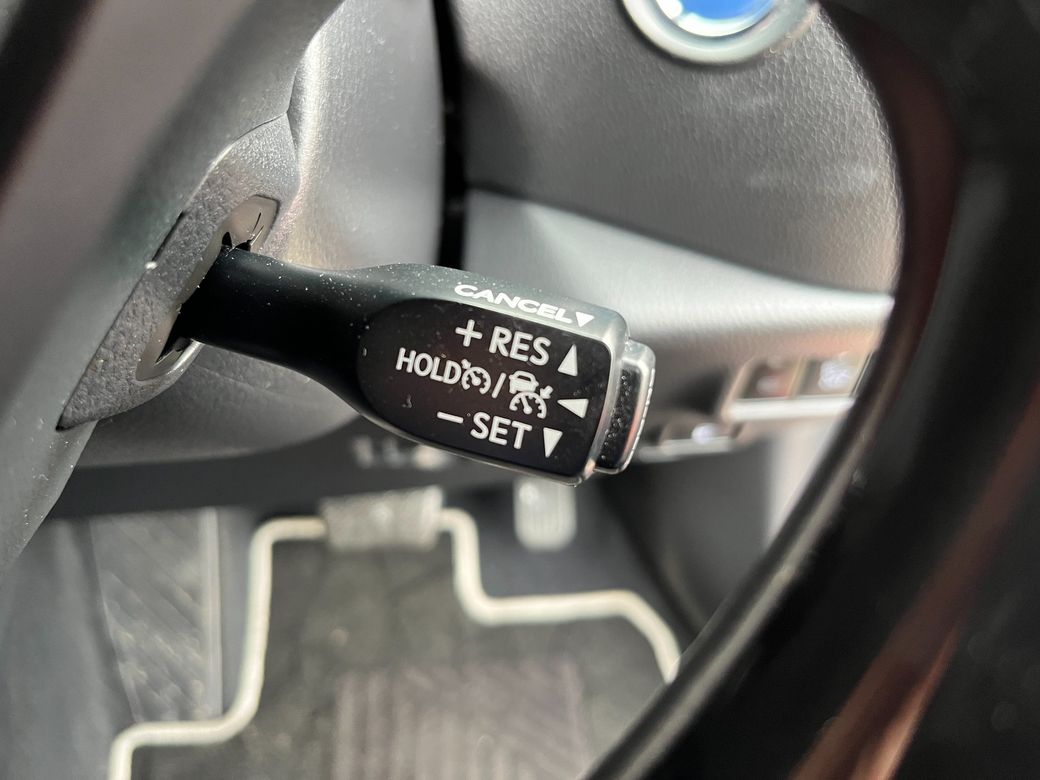 CANCEL▼
+ RES ▲
HOLD / ◀
− SET ▼